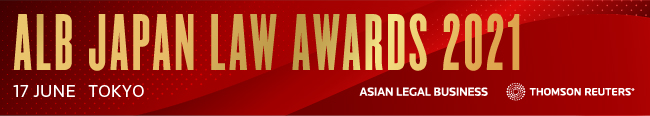 ALB JAPAN LAW AWARDS 2021
17 JUNE TOKYO
ASIAN LEGAL BUSINESS
THOMSON REUTERS®